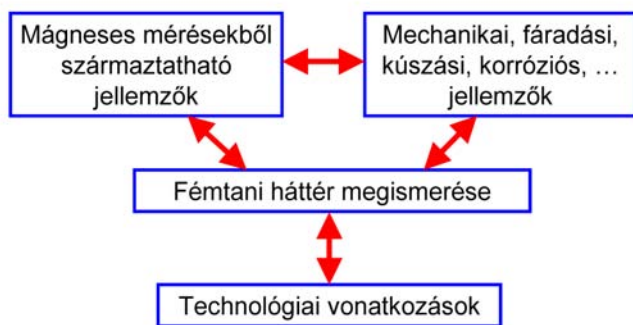 Mágneses mérésekből
származtatható
jellemzők
Mechanikai, fáradási,
kúszási, korróziós, ...
jellemzők
Fémtani háttér megismerése
Technológiai vonatkozások